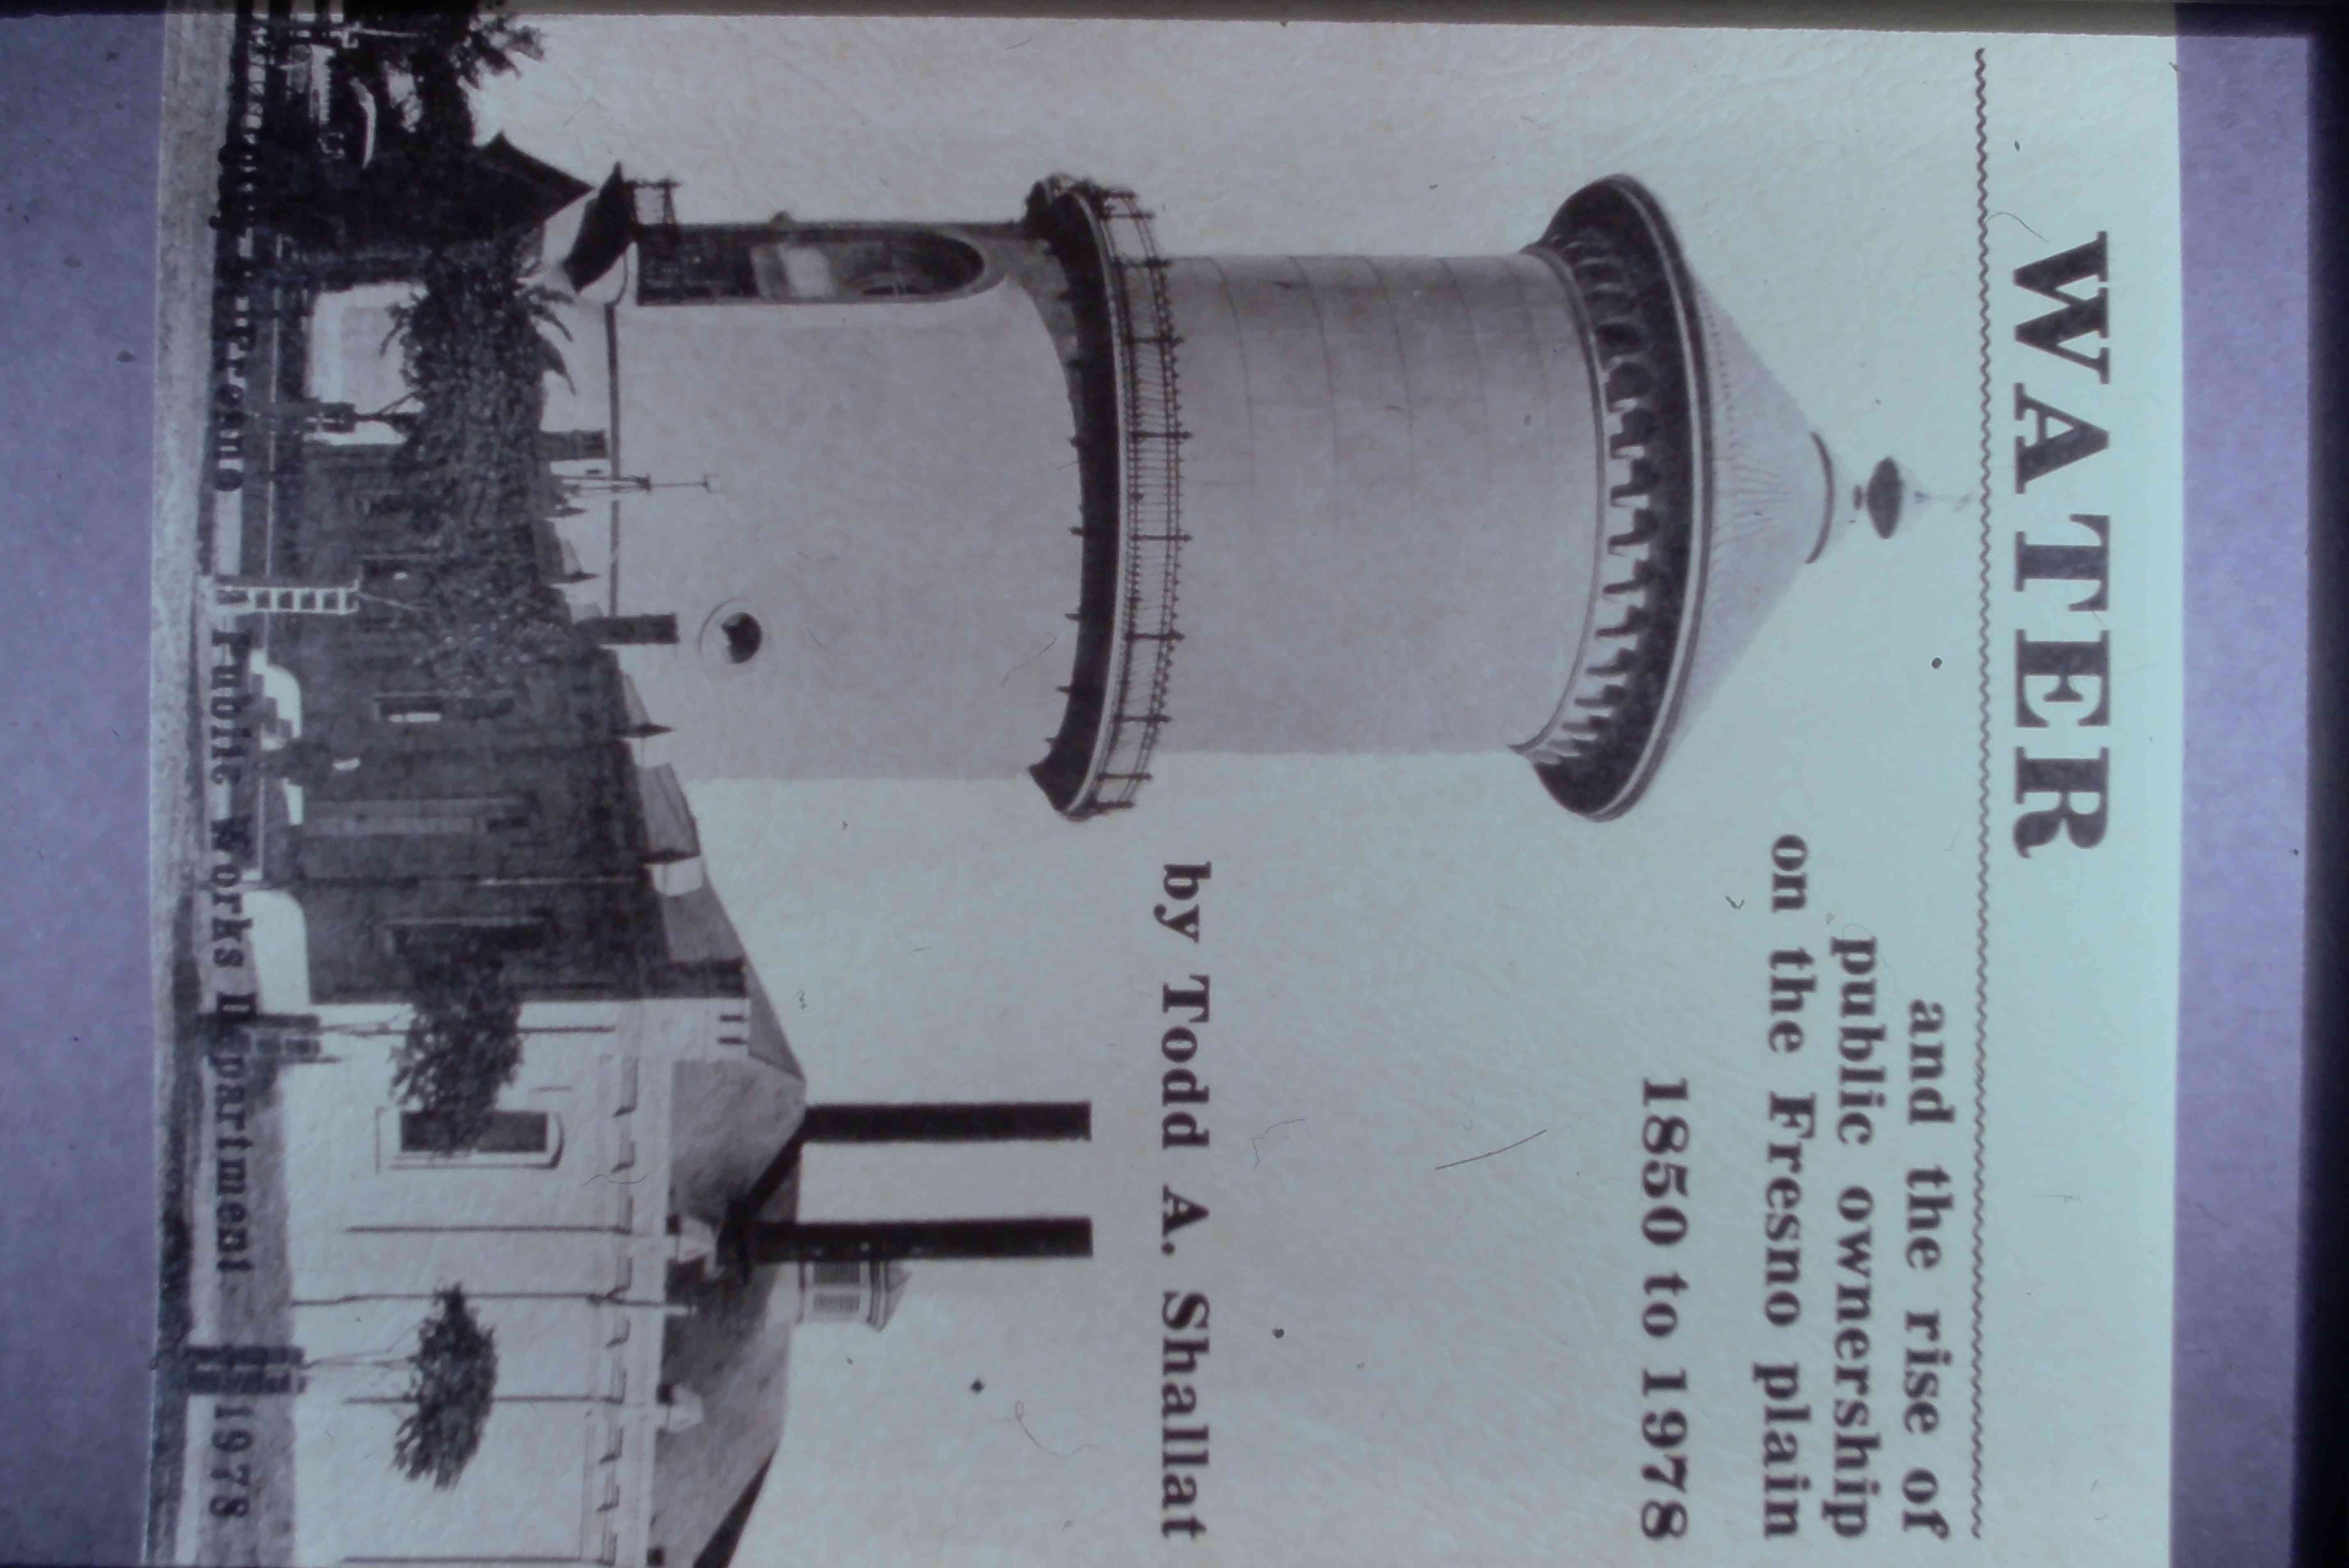 WATER
and the rise of
public ownership
on the Fresno plain
1850 to 1978
by Todd A. Shallat
Fresno
Public Works Department 1978